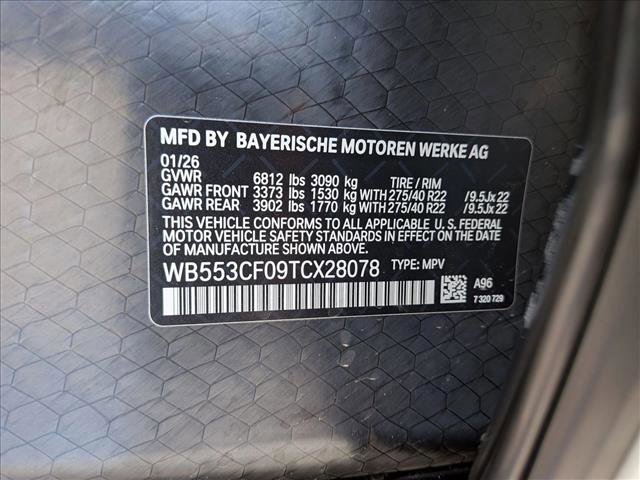 MFD BY BAYERISCHE MOTOREN WERKE AG
01/26
GVWR 6812 lbs 3090 kg TIRE / RIM
GAWR FRONT 3373 lbs 1530 kg WITH 275/40 R22 /9.5Jx22
GAWR REAR 3902 lbs 1770 kg WITH 275/40 R22 /9.5Jx22
THIS VEHICLE CONFORMS TO ALL APPLICABLE U.S. FEDERAL
MOTOR VEHICLE SAFETY STANDARDS IN EFFECT ON THE DATE
OF MANUFACTURE SHOWN ABOVE.
WB553CF09TCX28078 TYPE: MPV
A96
7 320 729